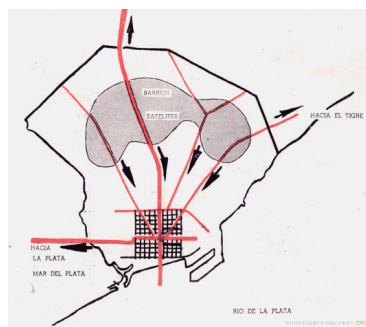 BARRIOS
SATELITES
HACIA EL TIGRE
HACIA
LA PLATA
MAR DEL PLATA
RIO DE LA PLATA